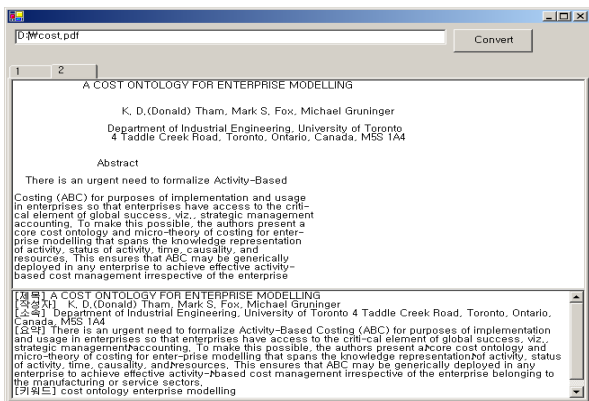 D:₩cost.pdf
Convert
1 2
A COST ONTOLOGY FOR ENTERPRISE MODELLING
K. D.(Donald) Tham, Mark S. Fox, Michael Gruninger
Department of Industrial Engineering, University of Toronto
4 Taddle Creek Road, Toronto, Ontario, Canada, M5S 1A4
Abstract
There is an urgent need to formalize Activity-Based
Costing (ABC) for purposes of implementation and usage
in enterprises so that enterprises have access to the criti-
cal element of global success, viz., strategic management
accounting. To make this possible, the authors present a
core cost ontology and micro-theory of costing for enter-
prise modelling that spans the knowledge representation
of activity, status of activity, time, causality, and
resources. This ensures that ABC may be generically
deployed in any enterprise to achieve effective activity-
based cost management irrespective of the enterprise
[제목] A COST ONTOLOGY FOR ENTERPRISE MODELLING
[작성자] K. D.(Donald) Tham, Mark S. Fox, Michael Gruninger
[소속] Department of Industrial Engineering, University of Toronto 4 Taddle Creek Road, Toronto, Ontario,
Canada, M5S 1A4
[요약] There is an urgent need to formalize Activity-Based Costing (ABC) for purposes of implementation
and usage in enterprises so that enterprises have access to the criti-cal element of global success, viz.,
strategic management accounting. To make this possible, the authors present a core cost ontology and
micro-theory of costing for enter-prise modelling that spans the knowledge representation of activity, status
of activity, time, causality, and resources. This ensures that ABC may be generically deployed in any
enterprise to achieve effective activity- based cost management irrespective of the enterprise belonging to
the manufacturing or service sectors.
[키워드] cost ontology enterprise modelling